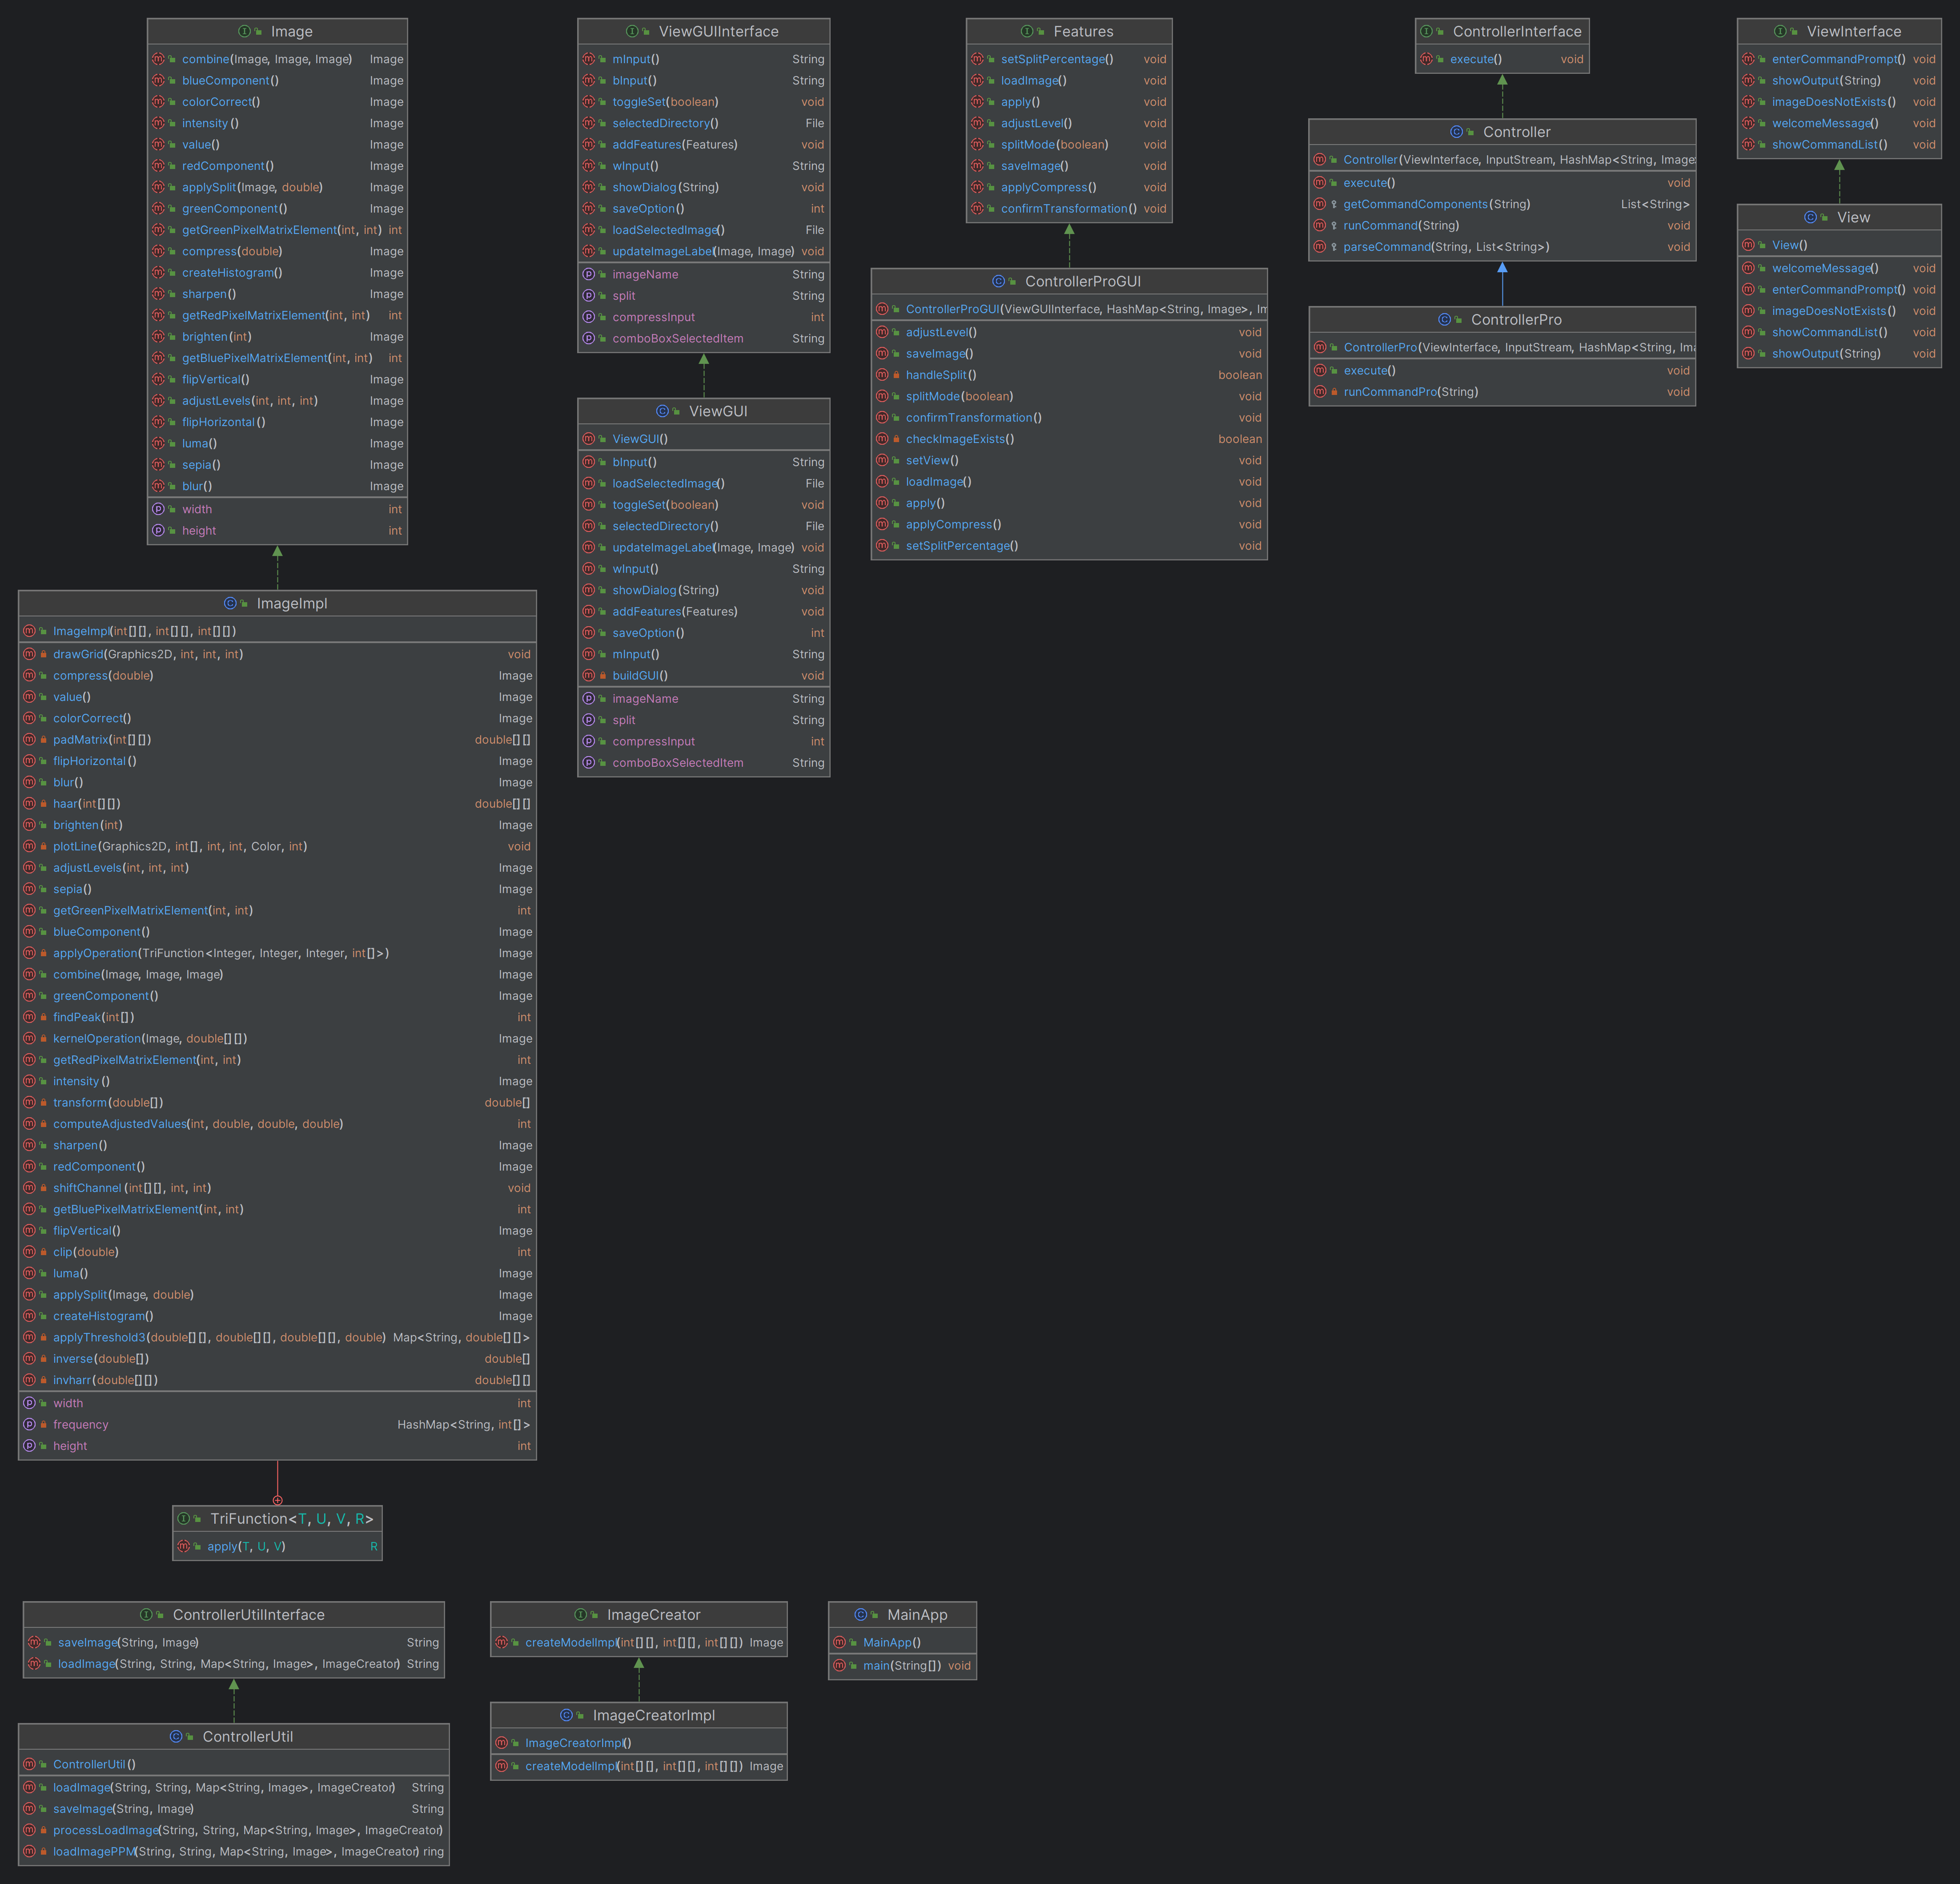 Image
combine(Image, Image, Image) Image
blueComponent() Image
colorCorrect() Image
intensity() Image
value() Image
redComponent() Image
applySplit(Image, double) Image
greenComponent() Image
getGreenPixelMatrixElement(int, int) int
compress(double) Image
createHistogram() Image
sharpen() Image
getRedPixelMatrixElement(int, int) int
brighten(int) Image
getBluePixelMatrixElement(int, int) int
flipVertical() Image
adjustLevels(int, int, int) Image
flipHorizontal() Image
luma() Image
sepia() Image
blur() Image
width int
height int
ViewGUIInterface
mInput() String
bInput() String
toggleSet(boolean) void
selectedDirectory() File
addFeatures(Features) void
wInput() String
showDialog(String) void
saveOption() int
loadSelectedImage() File
updateImageLabel(Image, Image) void
imageName String
split String
compressInput int
comboBoxSelectedItem String
ViewGUI
ViewGUI()
bInput() String
loadSelectedImage() File
toggleSet(boolean) void
selectedDirectory() File
updateImageLabel(Image, Image) void
wInput() String
showDialog(String) void
addFeatures(Features) void
saveOption() int
mInput() String
buildGUI() void
imageName String
split String
compressInput int
comboBoxSelectedItem String
Features
setSplitPercentage() void
loadImage() void
apply() void
adjustLevel() void
splitMode(boolean) void
saveImage() void
applyCompress() void
confirmTransformation() void
ControllerProGUI
ControllerProGUI(ViewGUIInterface, HashMap<String, Image>, Im
adjustLevel() void
saveImage() void
handleSplit() boolean
splitMode(boolean) void
confirmTransformation() void
checkImageExists() boolean
setView() void
loadImage() void
apply() void
applyCompress() void
setSplitPercentage() void
ControllerInterface
execute() void
Controller
Controller(ViewInterface, InputStream, HashMap<String, Image>
execute() void
getCommandComponents(String) List<String>
runCommand(String) void
parseCommand(String, List<String>) void
ControllerPro
ControllerPro(ViewInterface, InputStream, HashMap<String, Ima
execute() void
runCommandPro(String) void
ViewInterface
enterCommandPrompt() void
showOutput(String) void
imageDoesNotExists() void
welcomeMessage() void
showCommandList() void
View
View()
welcomeMessage() void
enterCommandPrompt() void
imageDoesNotExists() void
showCommandList() void
showOutput(String) void
ImageImpl
ImageImpl(int[][], int[][], int[][])
drawGrid(Graphics2D, int, int, int) void
compress(double) Image
value() Image
colorCorrect() Image
padMatrix(int[][]) double[][]
flipHorizontal() Image
blur() Image
haar(int[][]) double[][]
brighten(int) Image
plotLine(Graphics2D, int[], int, int, Color, int) void
adjustLevels(int, int, int) Image
sepia() Image
getGreenPixelMatrixElement(int, int) int
blueComponent() Image
applyOperation(TriFunction<Integer, Integer, Integer, int[]>) Image
combine(Image, Image, Image) Image
greenComponent() Image
findPeak(int[]) int
kernelOperation(Image, double[][]) Image
getRedPixelMatrixElement(int, int) int
intensity() Image
transform(double[]) double[]
computeAdjustedValues(int, double, double, double) int
sharpen() Image
redComponent() Image
shiftChannel(int[][], int, int) void
getBluePixelMatrixElement(int, int) int
flipVertical() Image
clip(double) int
luma() Image
applySplit(Image, double) Image
createHistogram() Image
applyThreshold3(double[][], double[][], double[][], double) Map<String, double[][]>
inverse(double[]) double[]
invharr(double[][]) double[][]
width int
frequency HashMap<String, int[]>
height int
TriFunction<T, U, V, R>
apply(T, U, V) R
ControllerUtilInterface
saveImage(String, Image) String
loadImage(String, String, Map<String, Image>, ImageCreator) String
ControllerUtil
ControllerUtil()
loadImage(String, String, Map<String, Image>, ImageCreator) String
saveImage(String, Image) String
processLoadImage(String, String, Map<String, Image>, ImageCreator)
loadImagePPM(String, String, Map<String, Image>, ImageCreator) ring
ImageCreator
createModelImpl(int[][], int[][], int[][]) Image
ImageCreatorImpl
ImageCreatorImpl()
createModelImpl(int[][], int[][], int[][]) Image
MainApp
MainApp()
main(String[]) void